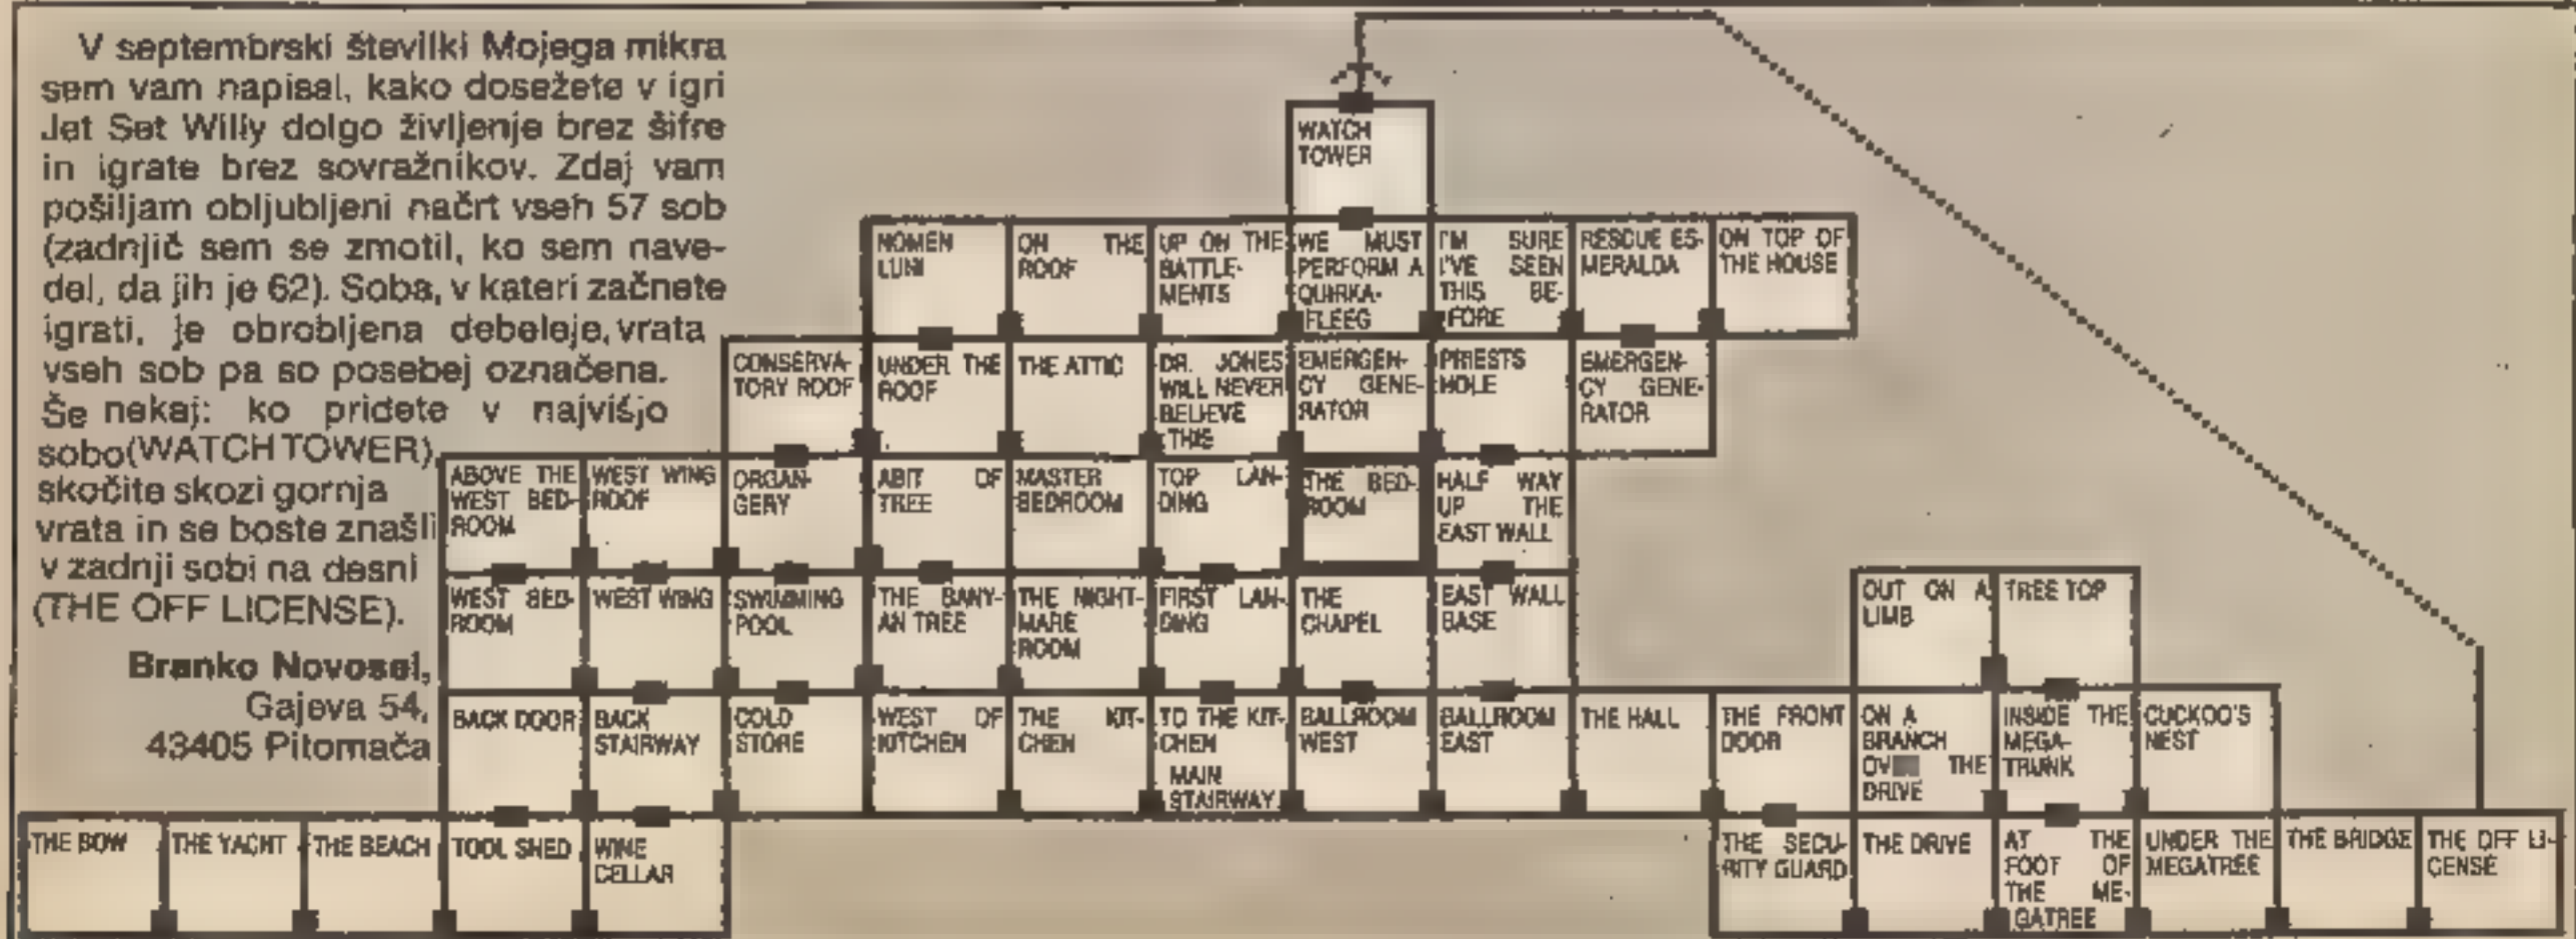 V septembrski številki Mojega mikra
sem vam napisal, kako dosežete v igri
Jet Set Willy dolgo življenje brez šifre
in igrate brez sovražnikov. Zdaj vam
pošiljam obljubljeni načrt vseh 57 sob
(zadnjič sem se zmotil, ko sem nave-
del, da jih je 62). Soba, v kateri začnete
igrati, je obrobljena debeleje, vrata
vseh sob pa so posebej označena.
Še nekaj: ko pridete v najvišjo
sobo (WATCH TOWER),
skočite skozi gornja
vrata in se boste znašli
v zadnji sobi na desni
(THE OFF LICENSE).
Branko Novosel,
Gajeva 54,
43405 Pitomača
WATCH
TOWER
NOMEN
LUNI
ON THE
ROOF
UP ON THE
BATTLE-
MENTS
WE MUST
PERFORM A
QUIRKA-
FLEEG
I'M SURE
I'VE SEEN
THIS BE-
FORE
RESCUE ES-
MERALDA
ON TOP OF
THE HOUSE
CONSERVA-
TORY ROOF
UNDER THE
ROOF
THE ATTIC
DR. JONES
WILL NEVER
BELIEVE
THIS
EMERGEN-
CY GENE-
RATOR
PRIESTS
HOLE
EMERGEN-
CY GENE-
RATOR
ABOVE THE
WEST BED-
ROOM
WEST WING
ROOF
ORGAN-
GERY
ABIT OF
TREE
MASTER
BEDROOM
TOP LAN-
DING
THE BED-
ROOM
HALF WAY
UP THE
EAST WALL
WEST BED-
ROOM
WEST WING
SWIMMING
POOL
THE BANY-
AN TREE
THE NIGHT-
MARE
ROOM
FIRST LAN-
DING
THE
CHAPEL
EAST WALL
BASE
OUT ON A
LIMB
TREE TOP
BACK DOOR
BACK
STAIRWAY
COLD
STORE
WEST OF
KITCHEN
THE KIT-
CHEN
TO THE KIT-
CHEN
MAIN
STAIRWAY
BALLROOM
WEST
BALLROOM
EAST
THE HALL
THE FRONT
DOOR
ON A
BRANCH
THE
DRIVE
INSIDE THE
MEGA-
TRUNK
CUCKOO'S
NEST
THE BOW
THE YACHT
THE BEACH
TOOL SHED
WINE
CELLAR
THE SECU-
RITY GUARD
THE DRIVE
AT THE
FOOT OF
THE ME-
GATREE
UNDER THE
MEGATREE
THE BRIDGE
THE OFF LI-
CENSE